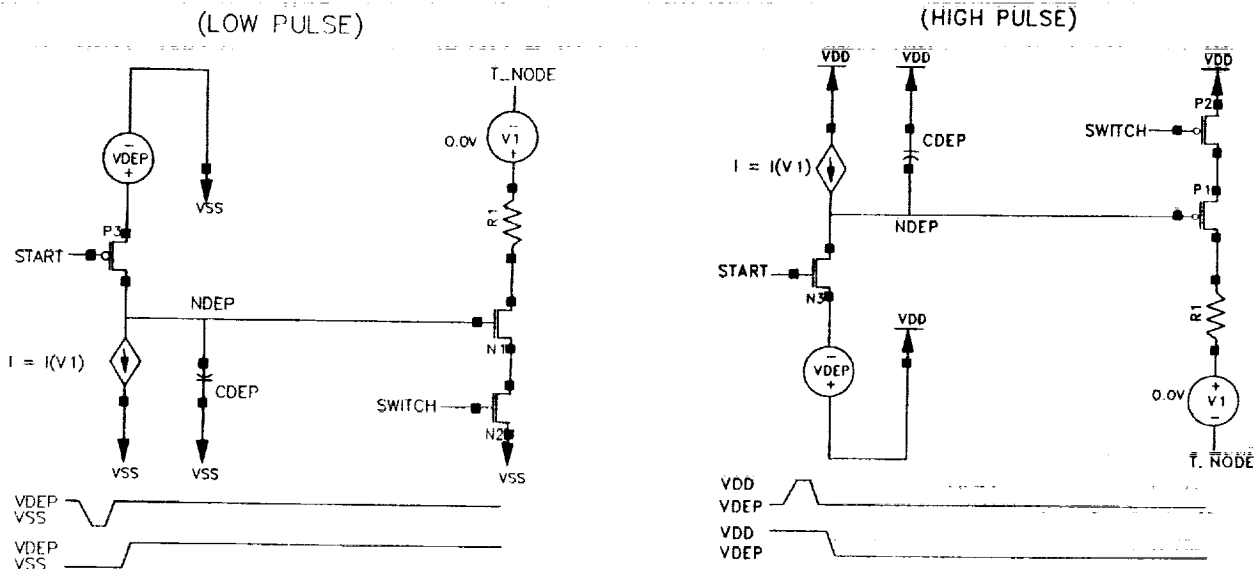 (LOW PULSE)
T_NODE
0.0V
V1
VDEP
VSS
R1
P3
START
NDEP
N1
I = I(V1)
CDEP
SWITCH
N2
VSS
VSS
VSS
VDEP
VSS
VDEP
VSS
(HIGH PULSE)
VDD
VDD
VDD
P2
SWITCH
CDEP
I = I(V1)
P1
NDEP
START
N3
R1
VDD
VDEP
0.0V
V1
T_NODE
VDD
VDEP
VDD
VDEP